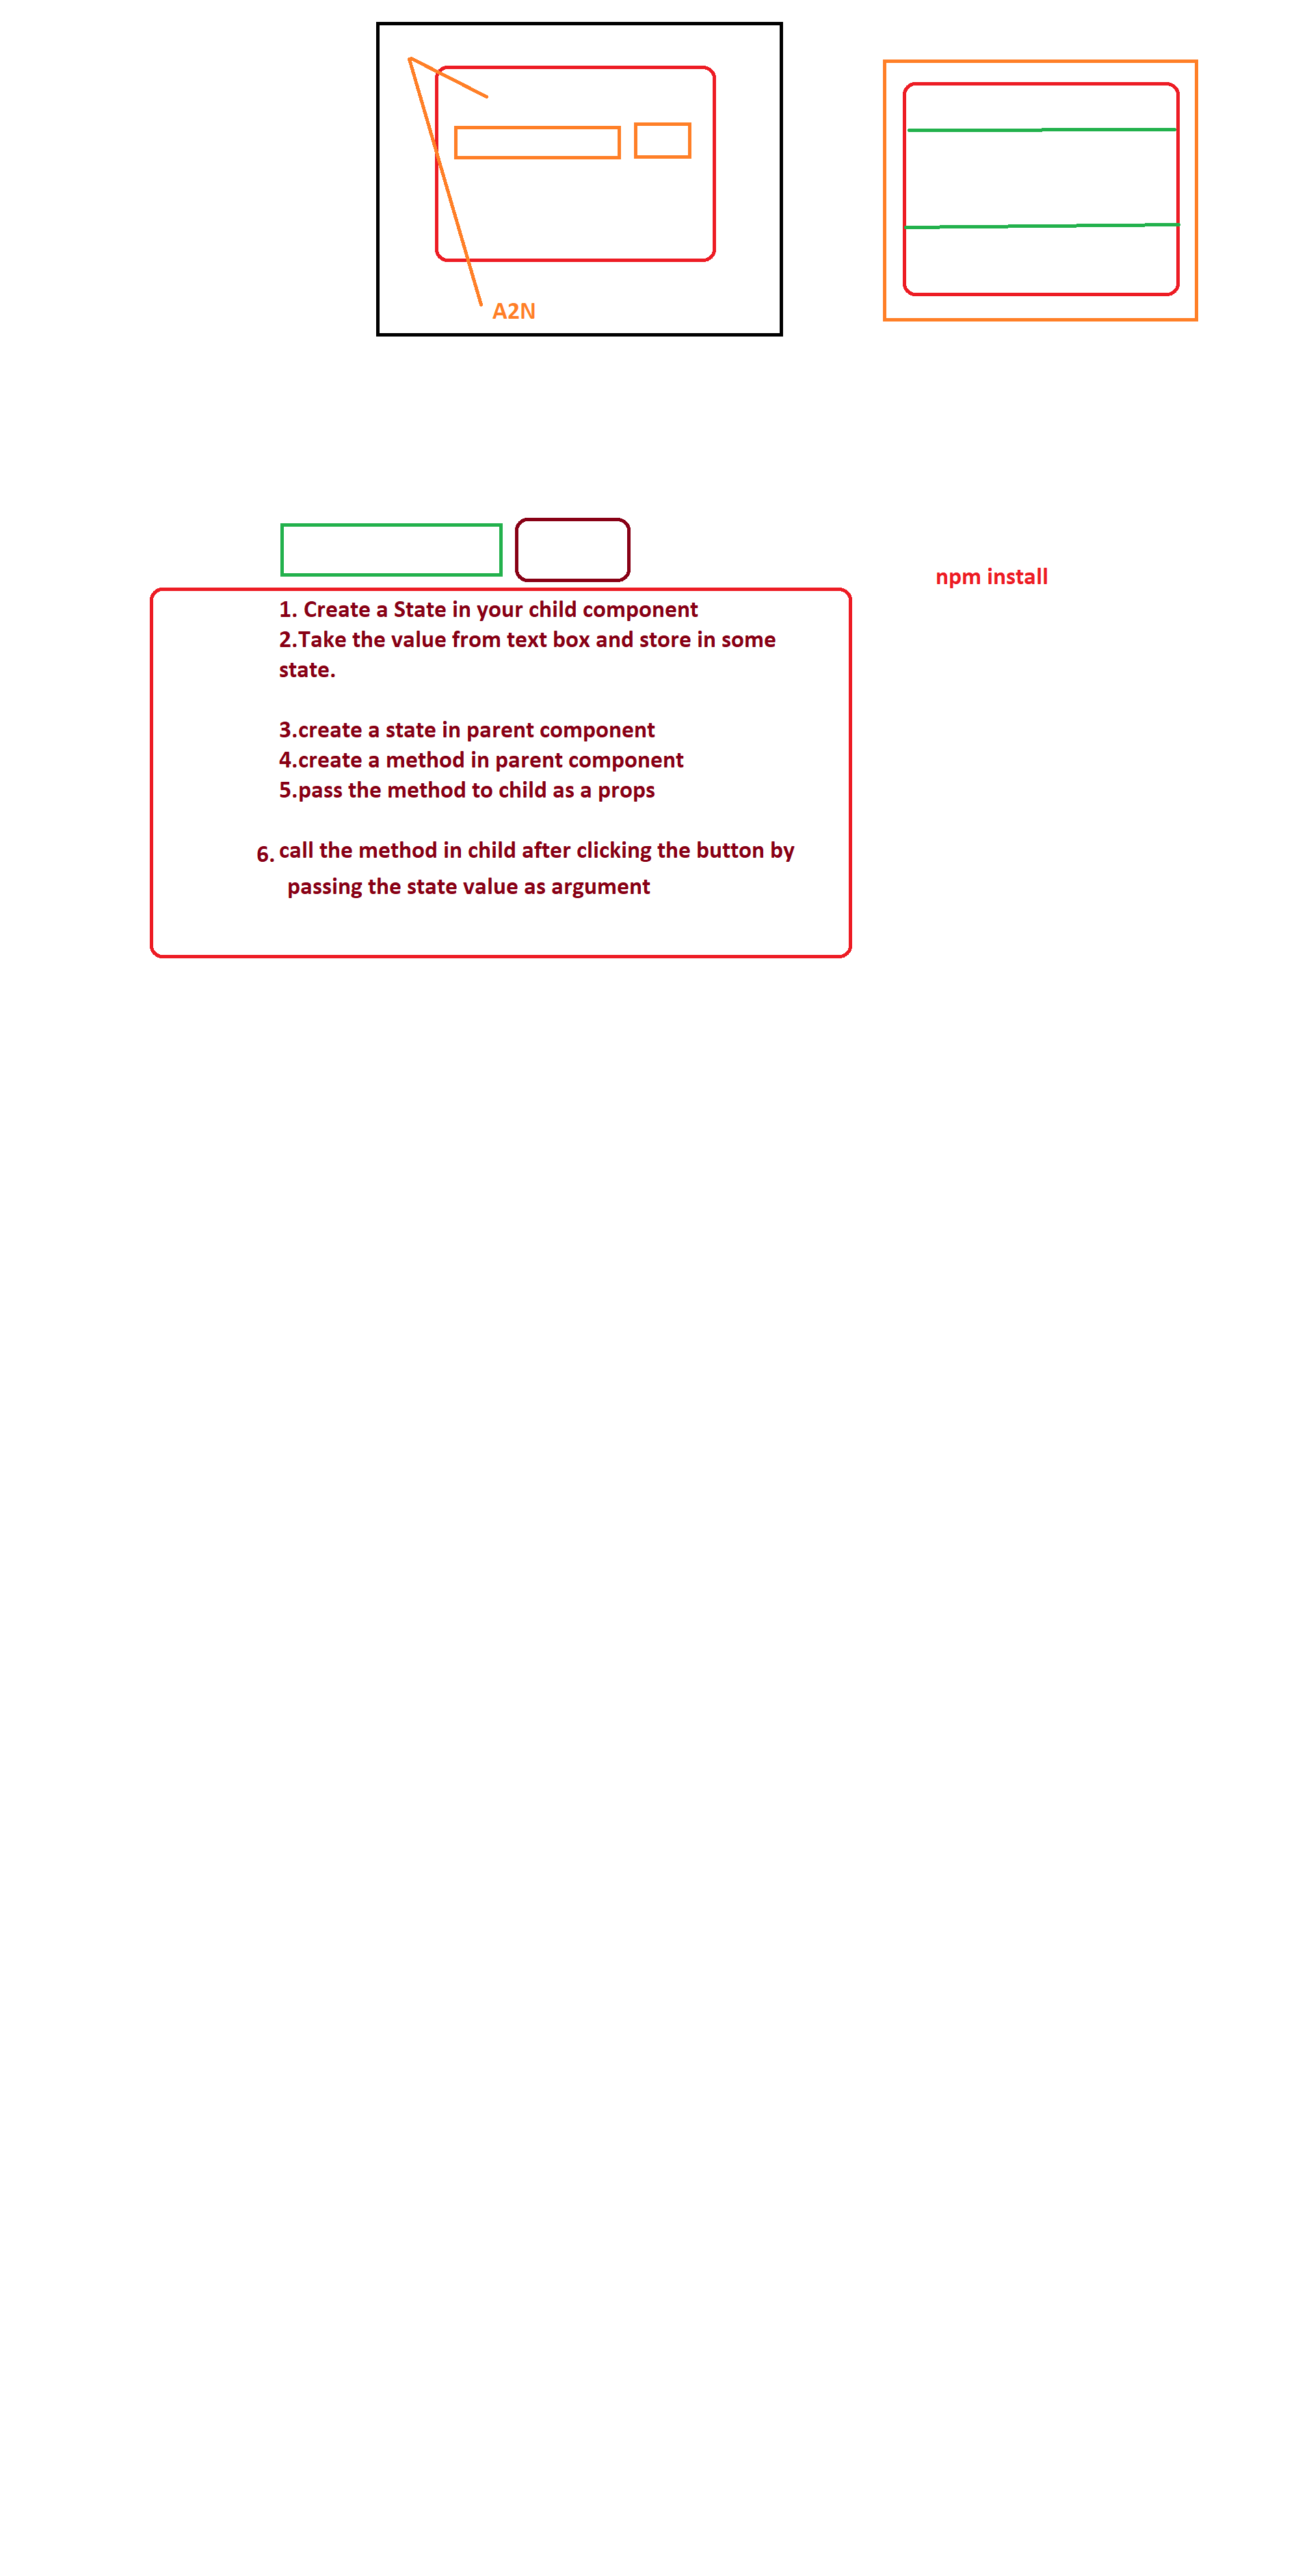 A2N
npm install
1. Create a State in your child component
2.Take the value from text box and store in some
state.
3.create a state in parent component
4.create a method in parent component
5.pass the method to child as a props
6. call the method in child after clicking the button by
passing the state value as argument